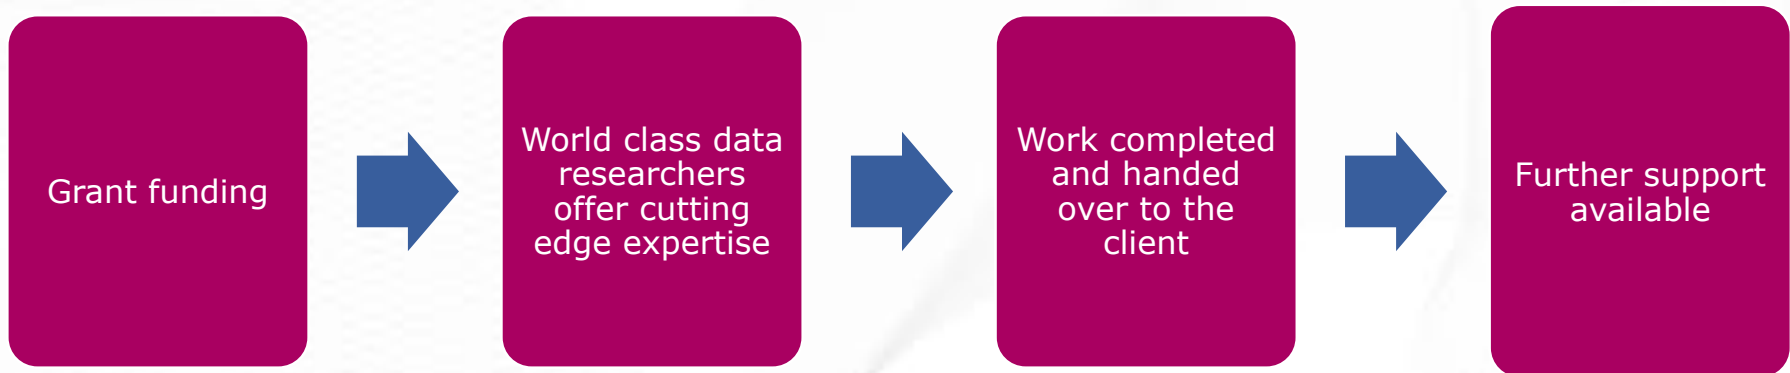 Grant funding
World class data
researchers
offer cutting
edge expertise
Work completed
and handed
over to the
client
Further support
available